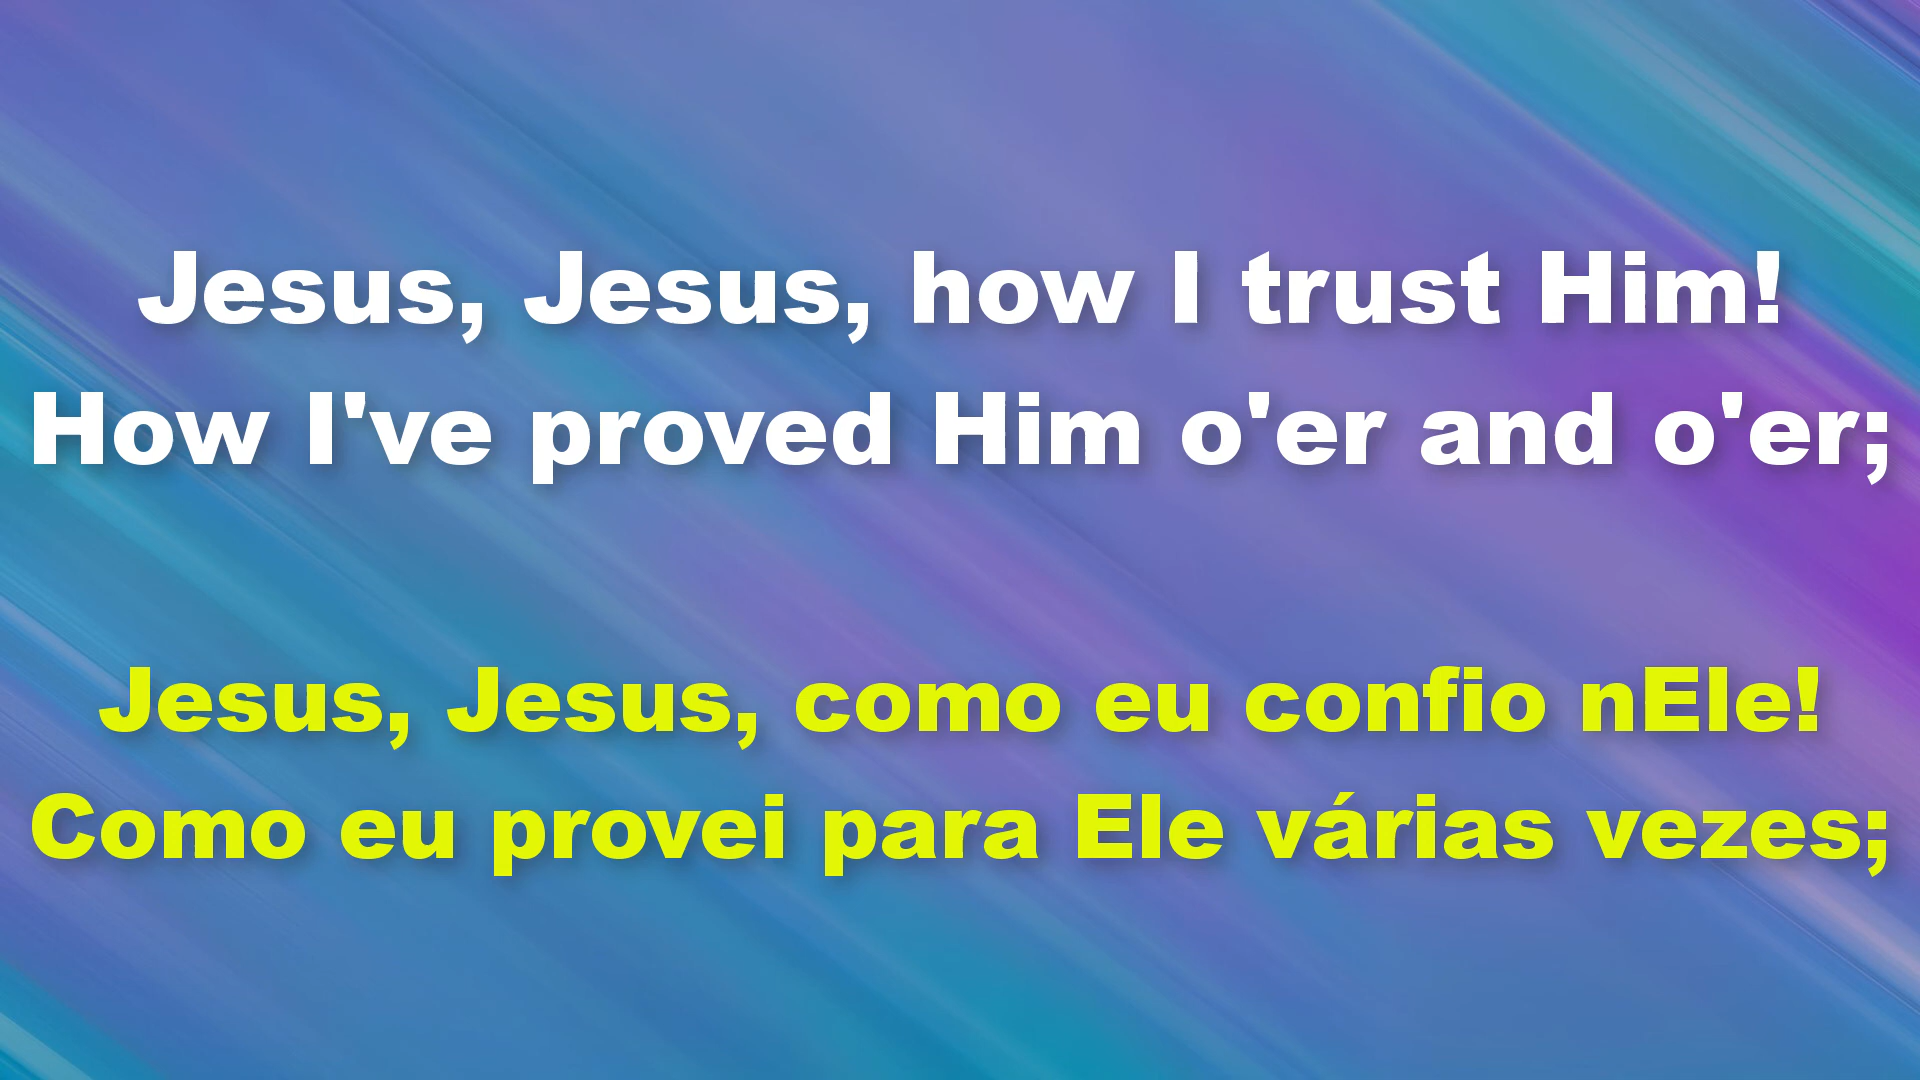 Jesus, Jesus, how I trust Him!
How I've proved Him o'er and o'er;
Jesus, Jesus, como eu confio nEle!
Como eu provei para Ele várias vezes;